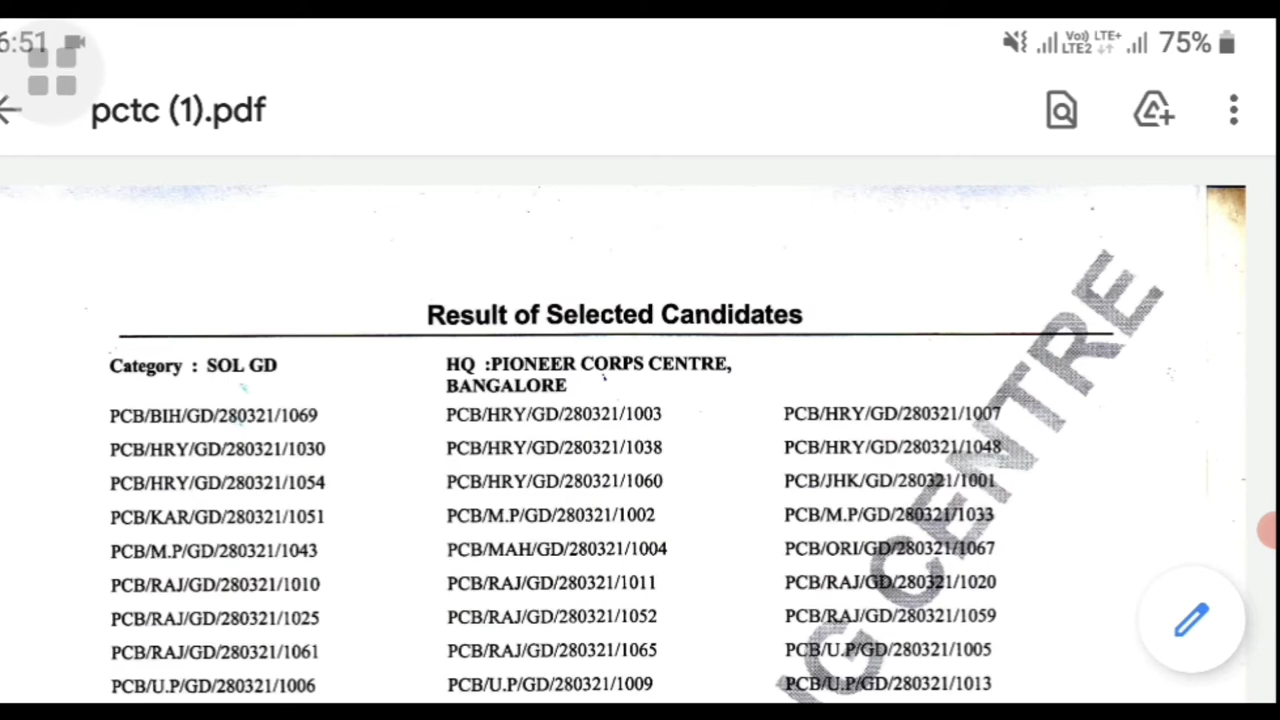 6:51
Vo) LTE+
LTE2
75%
pctc (1).pdf
Result of Selected Candidates
Category : SOL GD
HQ :PIONEER CORPS CENTRE,
BANGALORE
PCB/BIH/GD/280321/1069 PCB/HRY/GD/280321/1003 PCB/HRY/GD/280321/1007
PCB/HRY/GD/280321/1030 PCB/HRY/GD/280321/1038 PCB/HRY/GD/280321/1048
PCB/HRY/GD/280321/1054 PCB/HRY/GD/280321/1060 PCB/JHK/GD/280321/1001
PCB/KAR/GD/280321/1051 PCB/M.P/GD/280321/1002 PCB/M.P/GD/280321/1033
PCB/M.P/GD/280321/1043 PCB/MAH/GD/280321/1004 PCB/ORI/GD/280321/1067
PCB/RAJ/GD/280321/1010 PCB/RAJ/GD/280321/1011 PCB/RAJ/GD/280321/1020
PCB/RAJ/GD/280321/1025 PCB/RAJ/GD/280321/1052 PCB/RAJ/GD/280321/1059
PCB/RAJ/GD/280321/1061 PCB/RAJ/GD/280321/1065 PCB/U.P/GD/280321/1005
PCB/U.P/GD/280321/1006 PCB/U.P/GD/280321/1009 PCB/U.P/GD/280321/1013
CENTRE